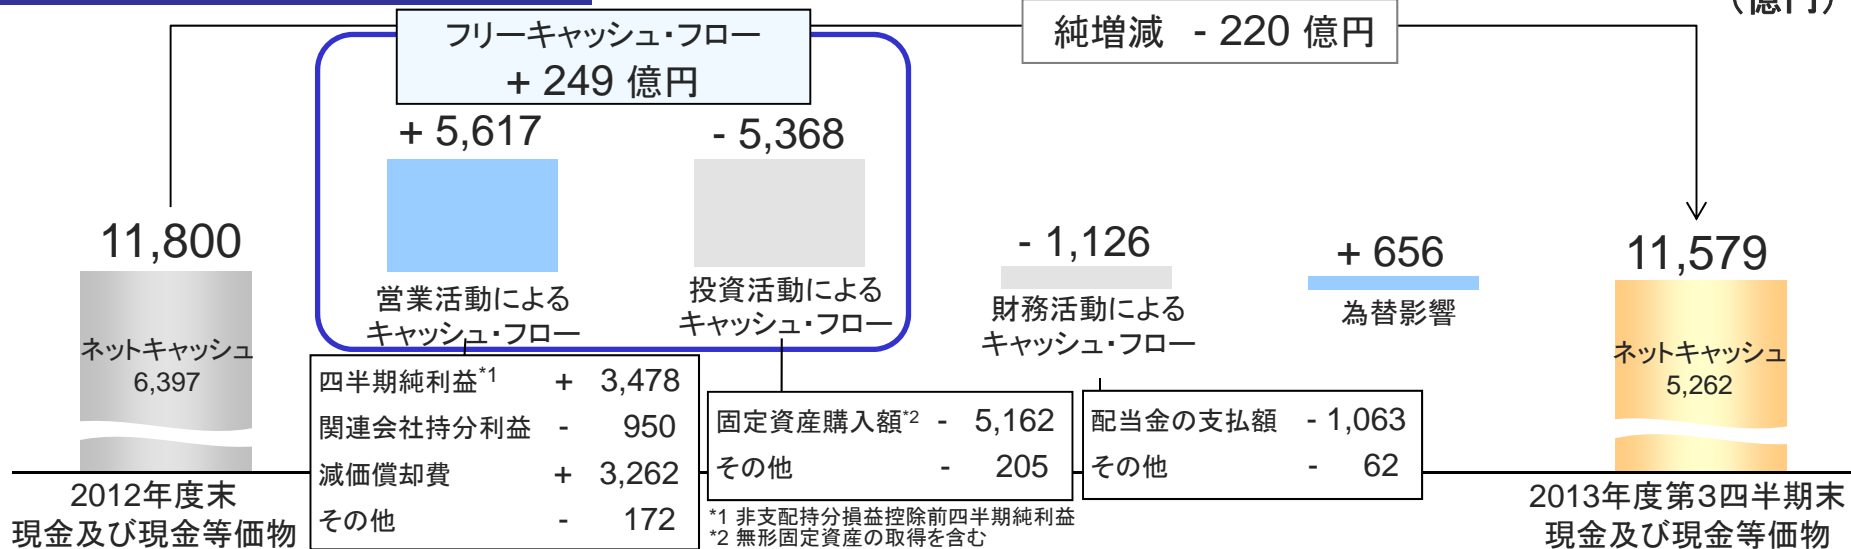 （億円）
フリーキャッシュ・フロー
+ 249 億円
純増減 - 220 億円
+ 5,617
- 5,368
11,800
- 1,126
+ 656
11,579
営業活動による
キャッシュ・フロー
投資活動による
キャッシュ・フロー
財務活動による
キャッシュ・フロー
為替影響
ネットキャッシュ
6,397
ネットキャッシュ
5,262
四半期純利益*1 + 3,478
関連会社持分利益 - 950
減価償却費 + 3,262
その他 - 172
固定資産購入額*2 - 5,162
その他 - 205
配当金の支払額 - 1,063
その他 - 62
*1 非支配持分損益控除前四半期純利益
*2 無形固定資産の取得を含む
2012年度末
現金及び現金等価物
2013年度第3四半期末
現金及び現金等価物